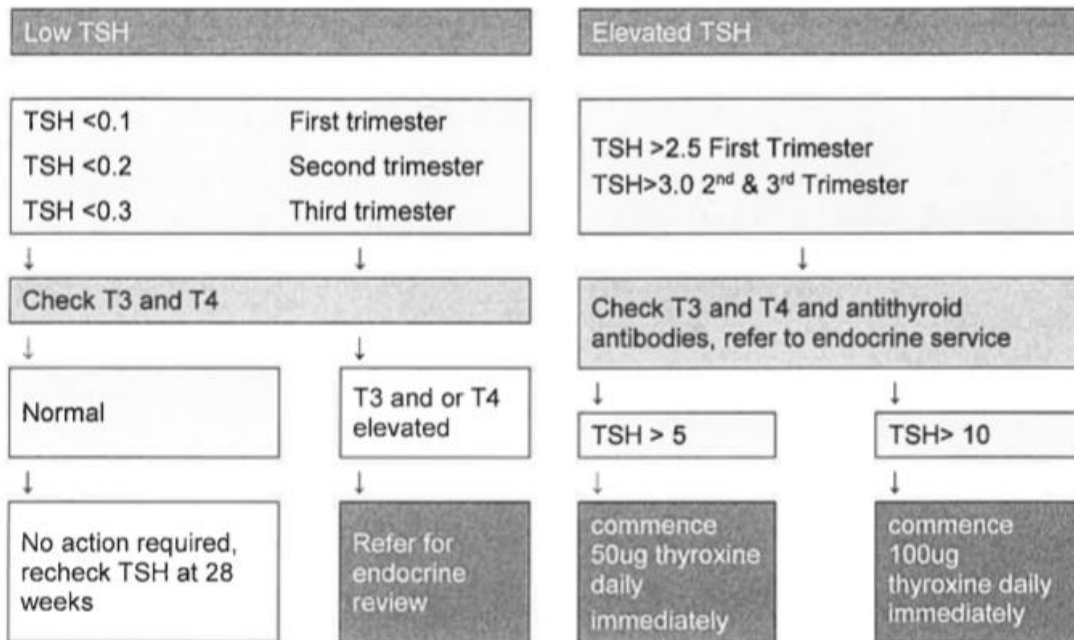 Low TSH
TSH <0.1 First trimester
TSH <0.2 Second trimester
TSH <0.3 Third trimester
↓ ↓
Check T3 and T4
↓ ↓
Normal
T3 and or T4
elevated
↓ ↓
No action required,
recheck TSH at 28
weeks
Refer for
endocrine
review
Elevated TSH
TSH >2.5 First Trimester
TSH>3.0 2nd & 3rd Trimester
↓
Check T3 and T4 and antithyroid
antibodies, refer to endocrine service
↓ ↓
TSH > 5
TSH> 10
↓ ↓
commence
50ug thyroxine
daily
immediately
commence
100ug
thyroxine daily
immediately